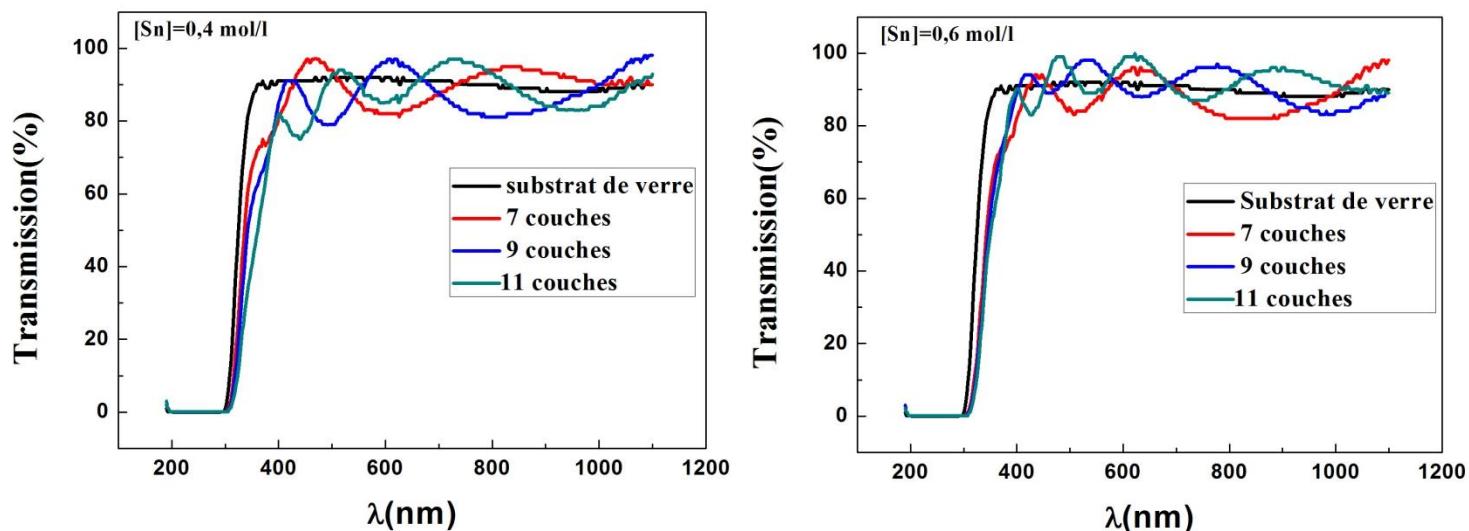 [Sn]=0,4 mol/l
100
80
60
40
20
0
Transmission(%)
substrat de verre
7 couches
9 couches
11 couches
200 400 600 800 1000 1200
λ(nm)
[Sn]=0,6 mol/l
100
80
60
40
20
0
Transmission(%)
Substrat de verre
7 couches
9 couches
11 couches
200 400 600 800 1000 1200
λ(nm)